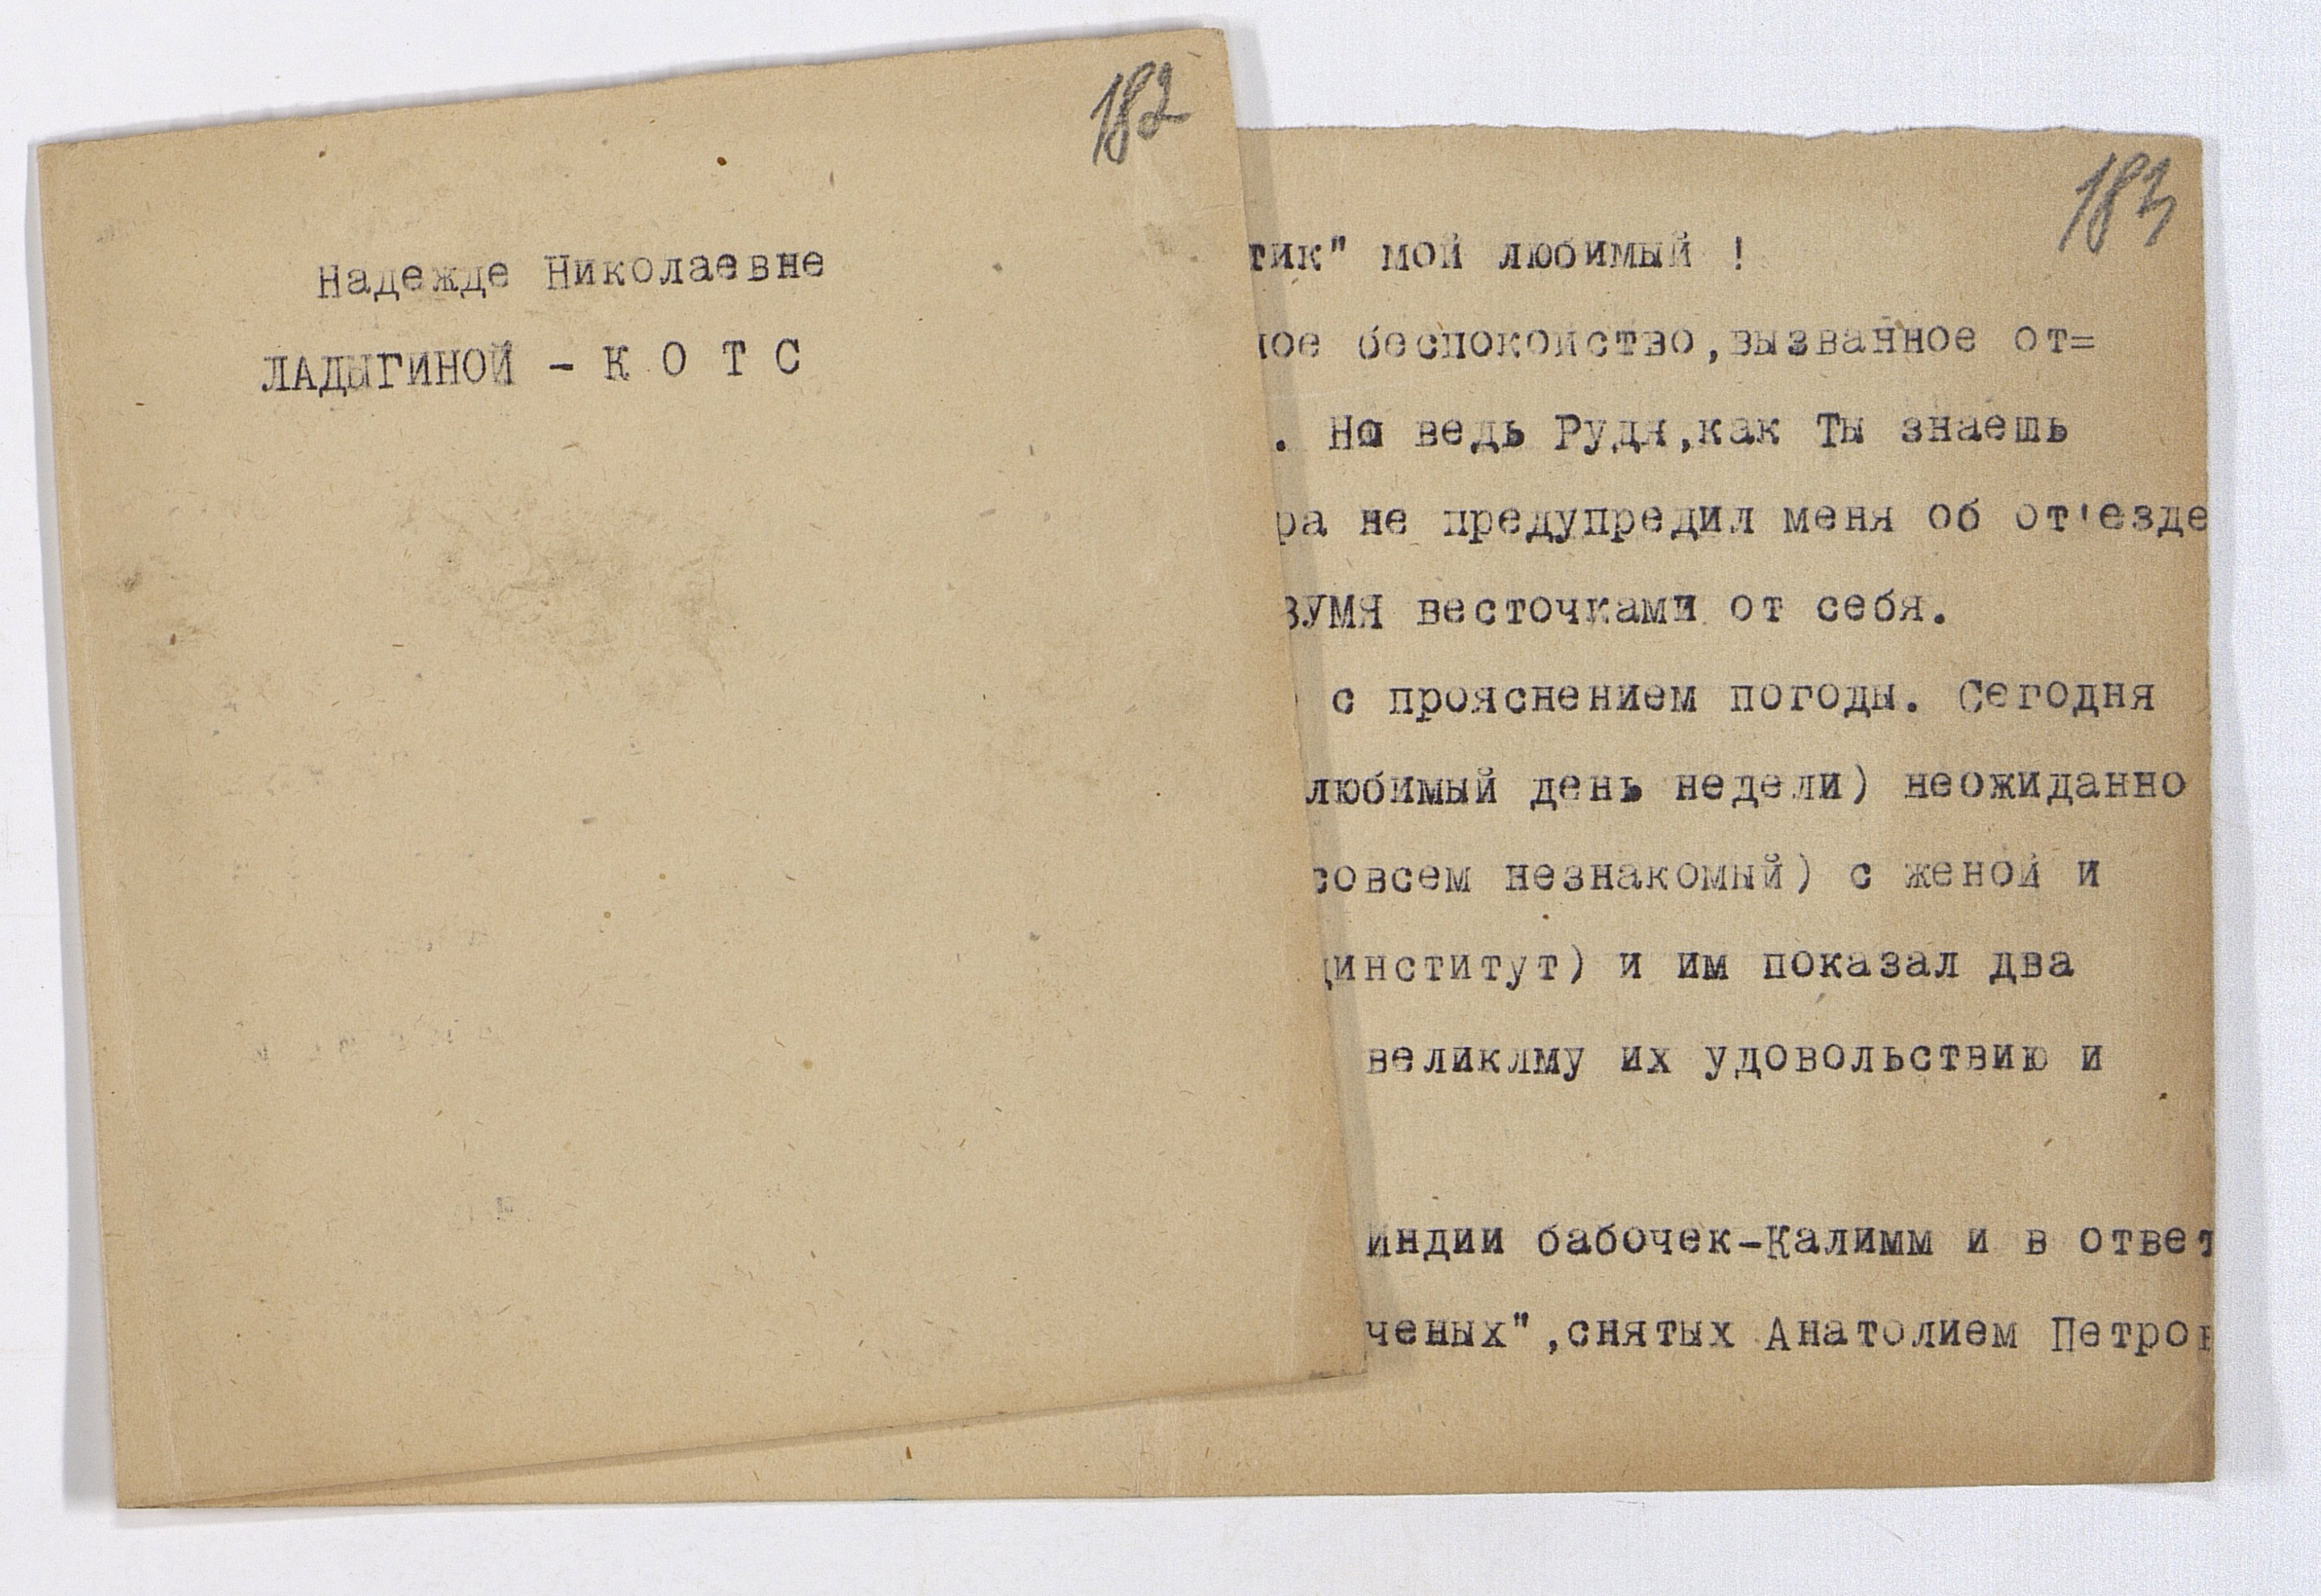 182
Надежде Николаевне
ЛАДЫГИНОЙ - К О Т С
183
тик" мой любимый !
ное беспокойство,вызванное от=
. Но ведь Рудя,как Ты знаешь
ра не предупредил меня об от'езде
ВУМЯ весточками от себя.
с прояснением погоды. Сегодня
любимый день недели) неожиданно
совсем незнакомый) с женой и
институт) и им показал два
великлму их удовольствию и
Индии бабочек-Калимм и в ответ
ченых",снятых Анатолием Петров